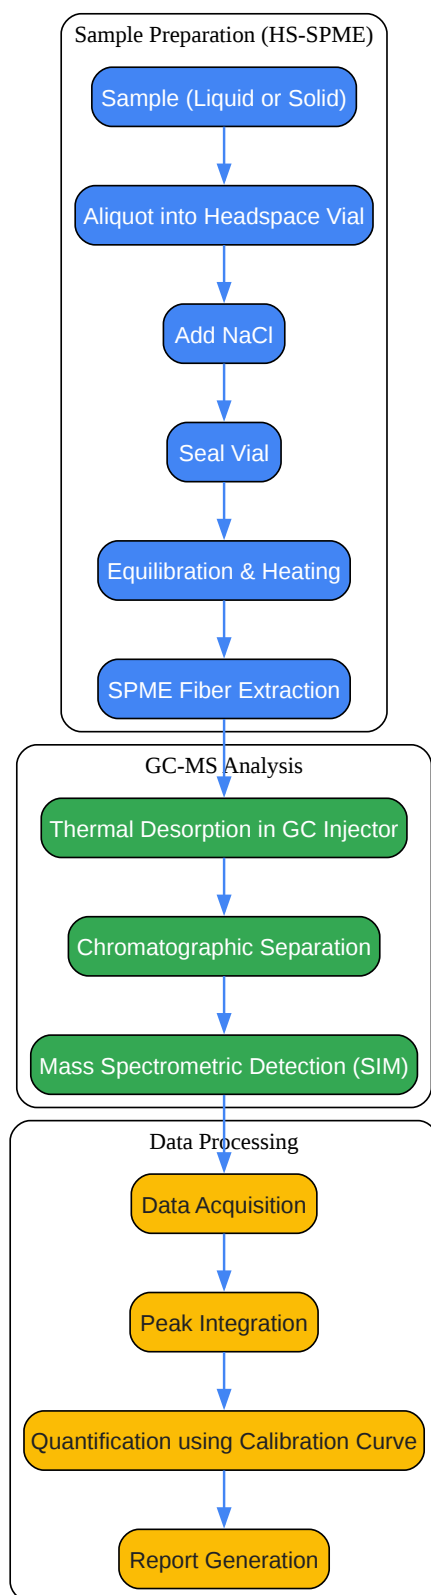 Sample Preparation (HS-SPME)
Sample (Liquid or Solid)
Aliquot into Headspace Vial
Add NaCl
Seal Vial
Equilibration & Heating
SPME Fiber Extraction
GC-MS Analysis
Thermal Desorption in GC Injector
Chromatographic Separation
Mass Spectrometric Detection (SIM)
Data Processing
Data Acquisition
Peak Integration
Quantification using Calibration Curve
Report Generation